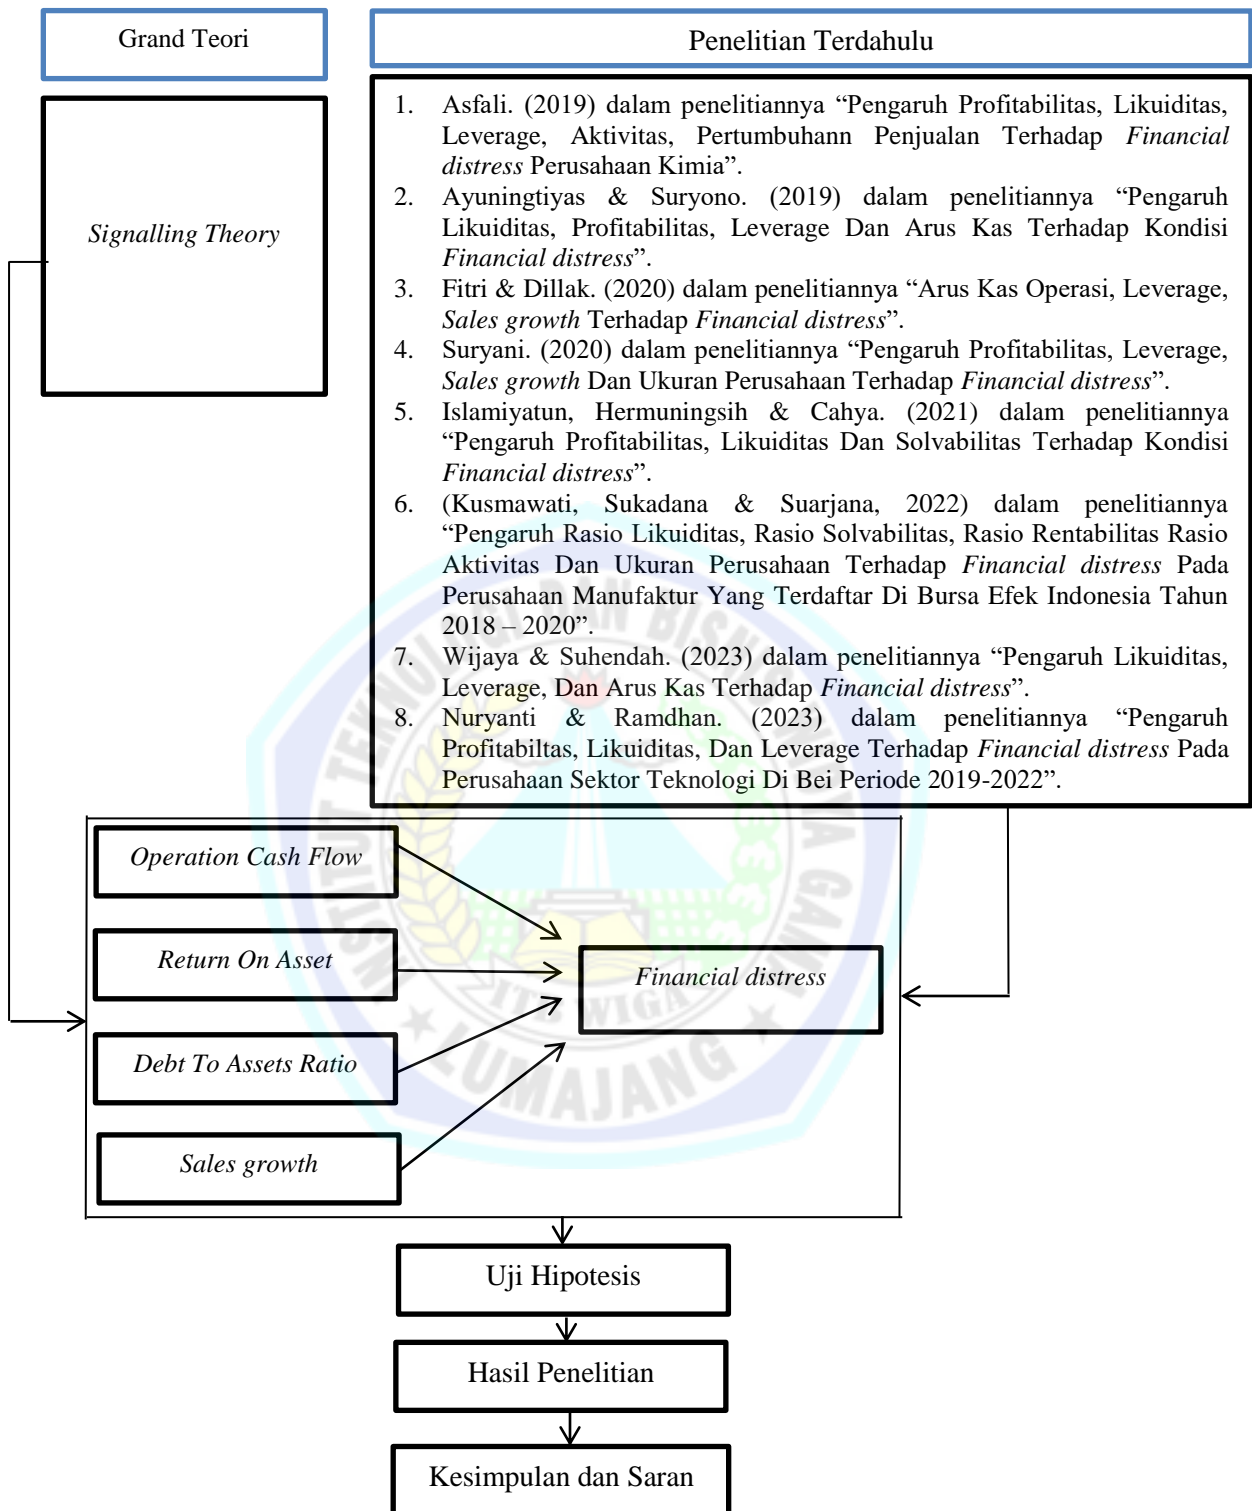 Grand Teori
Penelitian Terdahulu
Signalling Theory
1. Asfali. (2019) dalam penelitiannya “Pengaruh Profitabilitas, Likuiditas,
Leverage, Aktivitas, Pertumbuhann Penjualan Terhadap Financial
distress Perusahaan Kimia”.
2. Ayuningtiyas & Suryono. (2019) dalam penelitiannya “Pengaruh
Likuiditas, Profitabilitas, Leverage Dan Arus Kas Terhadap Kondisi
Financial distress”.
3. Fitri & Dillak. (2020) dalam penelitiannya “Arus Kas Operasi, Leverage,
Sales growth Terhadap Financial distress”.
4. Suryani. (2020) dalam penelitiannya “Pengaruh Profitabilitas, Leverage,
Sales growth Dan Ukuran Perusahaan Terhadap Financial distress”.
5. Islamiyatun, Hermuningsih & Cahya. (2021) dalam penelitiannya
“Pengaruh Profitabilitas, Likuiditas Dan Solvabilitas Terhadap Kondisi
Financial distress”.
6. (Kusmawati, Sukadana & Suarjana, 2022) dalam penelitiannya
“Pengaruh Rasio Likuiditas, Rasio Solvabilitas, Rasio Rentabilitas Rasio
Aktivitas Dan Ukuran Perusahaan Terhadap Financial distress Pada
Perusahaan Manufaktur Yang Terdaftar Di Bursa Efek Indonesia Tahun
2018 – 2020”.
7. Wijaya & Suhendah. (2023) dalam penelitiannya “Pengaruh Likuiditas,
Leverage, Dan Arus Kas Terhadap Financial distress”.
8. Nuryanti & Ramdhan. (2023) dalam penelitiannya “Pengaruh
Profitabiltas, Likuiditas, Dan Leverage Terhadap Financial distress Pada
Perusahaan Sektor Teknologi Di Bei Periode 2019-2022”.
Operation Cash Flow
Return On Asset
Debt To Assets Ratio
Sales growth
Financial distress
Uji Hipotesis
Hasil Penelitian
Kesimpulan dan Saran
INSTITUT TEKNOLOGI DAN BISNIS WIDYA GAMA
ITB WIGA
LUMAJANG